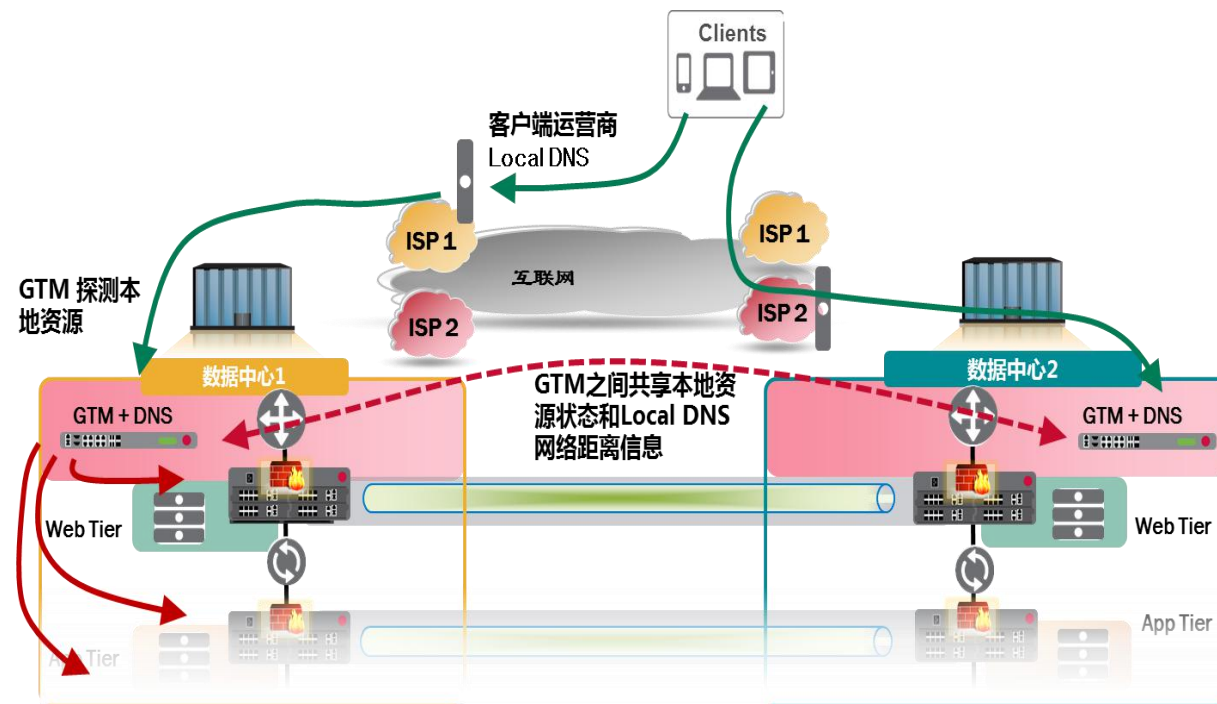 Clients
客户端运营商
Local DNS
ISP 1
ISP 1
互联网
GTM 探测本
地资源
ISP 2
ISP 2
数据中心1
数据中心2
GTM之间共享本地资
源状态和Local DNS
网络距离信息
GTM + DNS
GTM + DNS
Web Tier
Web Tier
App Tier
App Tier